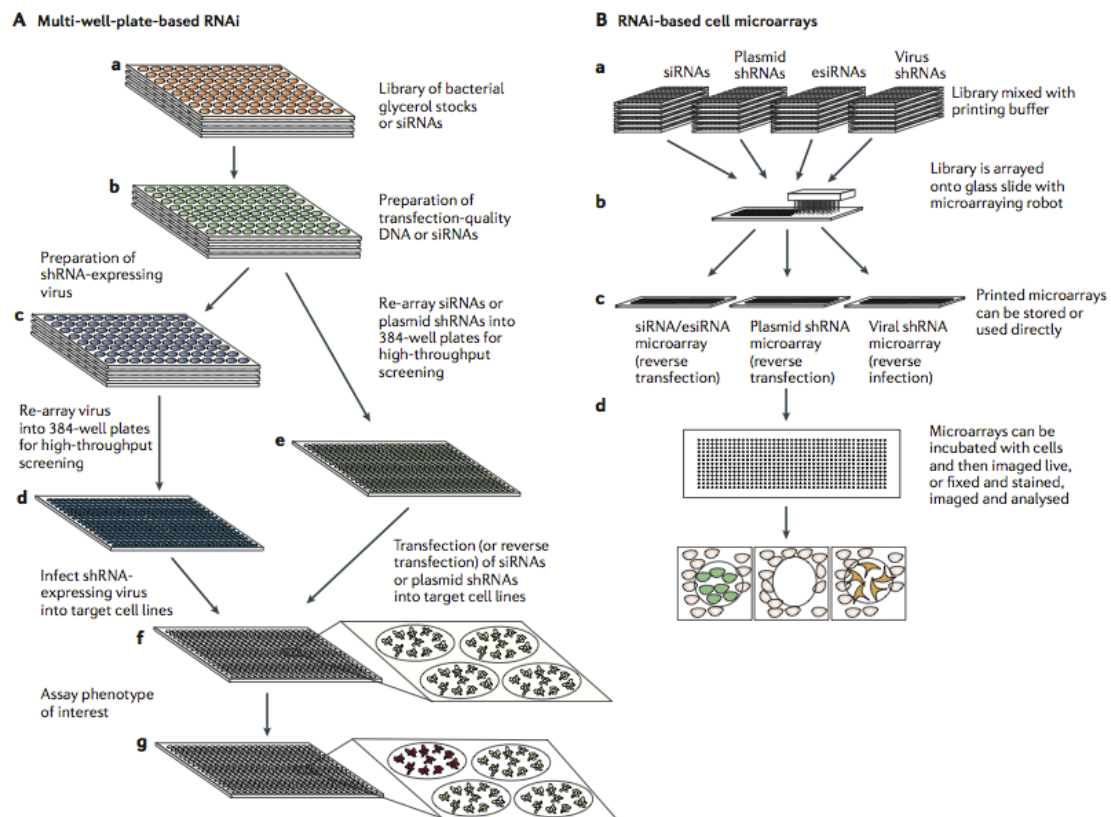 A Multi-well-plate-based RNAi
a
Library of bacterial
glycerol stocks
or siRNAs
b
Preparation of
transfection-quality
DNA or siRNAs
Preparation of
shRNA-expressing
virus
c
Re-array siRNAs or
plasmid shRNAs into
384-well plates for
high-throughput
screening
Re-array virus
into 384-well plates
for high-throughput
screening
e
d
Infect shRNA-
expressing virus
into target cell lines
Transfection (or reverse
transfection) of siRNAs
or plasmid shRNAs
into target cell lines
f
Assay phenotype
of interest
g
B RNAi-based cell microarrays
a
siRNAs
Plasmid
shRNAs
esiRNAs
Virus
shRNAs
Library mixed with
printing buffer
Library is arrayed
onto glass slide with
microarraying robot
b
c
Printed microarrays
can be stored or
used directly
siRNA/esiRNA
microarray
(reverse
transfection)
Plasmid shRNA
microarray
(reverse
transfection)
Viral shRNA
microarray
(reverse
infection)
d
Microarrays can be
incubated with cells
and then imaged live,
or fixed and stained,
imaged and analysed